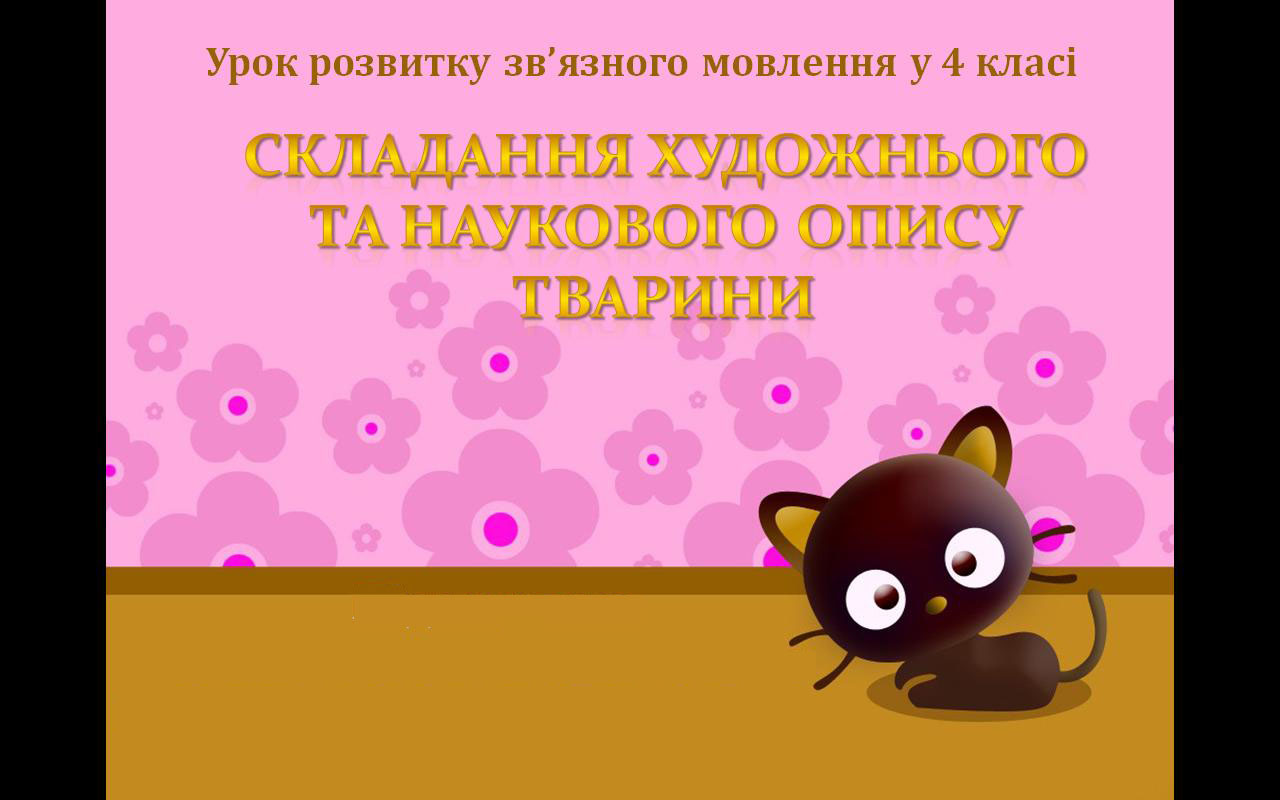 Урок розвитку зв’язного мовлення у 4 класі
СКЛАДАННЯ ХУДОЖНЬОГО
ТА НАУКОВОГО ОПИСУ
ТВАРИНИ